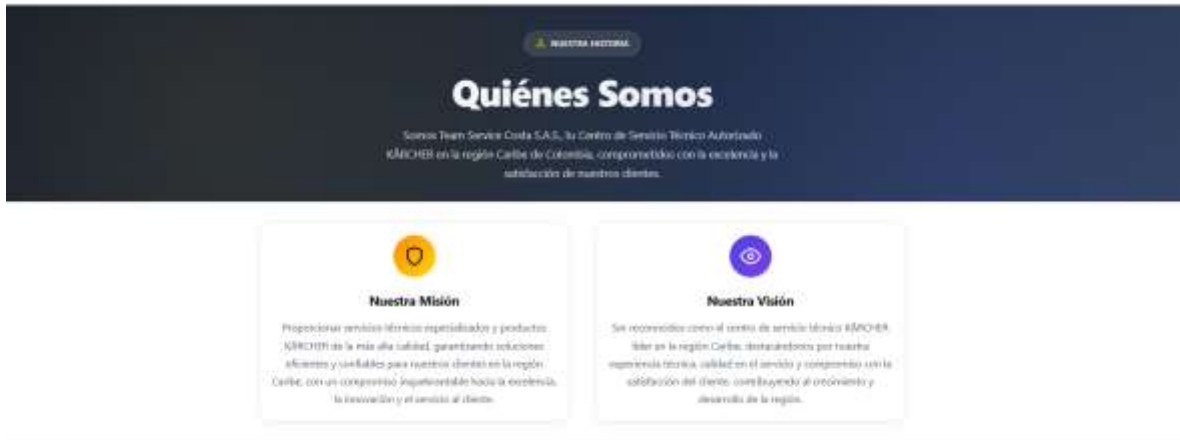 NUESTRA HISTORIA
Quiénes Somos
Somos Team Service Costa S.A.S., tu Centro de Servicio Técnico Autorizado
KÄRCHER en la región Caribe de Colombia, comprometidos con la excelencia y la
satisfacción de nuestros clientes.
Nuestra Misión
Proporcionar servicios técnicos especializados y productos
KÄRCHER de la más alta calidad, garantizando soluciones
eficientes y confiables para nuestros clientes en la región
Caribe, con un compromiso inquebrantable hacia la excelencia,
la innovación y el servicio al cliente.
Nuestra Visión
Ser reconocidos como el centro de servicio técnico KÄRCHER
líder en la región Caribe, destacándonos por nuestra
experiencia técnica, calidad en el servicio y compromiso con la
satisfacción del cliente, contribuyendo al crecimiento y
desarrollo de la región.